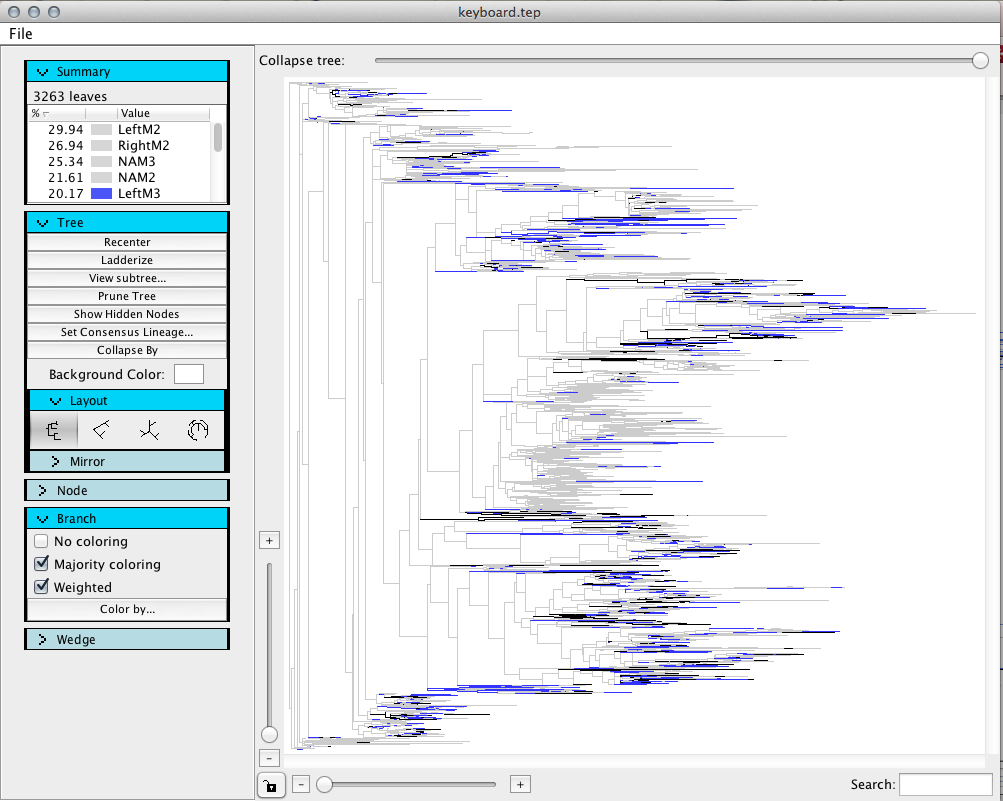 keyboard.tep
File
Collapse tree:
Summary
3263 leaves
% Value
29.94 LeftM2
26.94 RightM2
25.34 NAM3
21.61 NAM2
20.17 LeftM3
Tree
Recenter
Ladderize
View subtree...
Prune Tree
Show Hidden Nodes
Set Consensus Lineage...
Collapse By
Background Color:
Layout
Mirror
Node
Branch
No coloring
Majority coloring
Weighted
Color by...
Wedge
+
-
- +
Search: